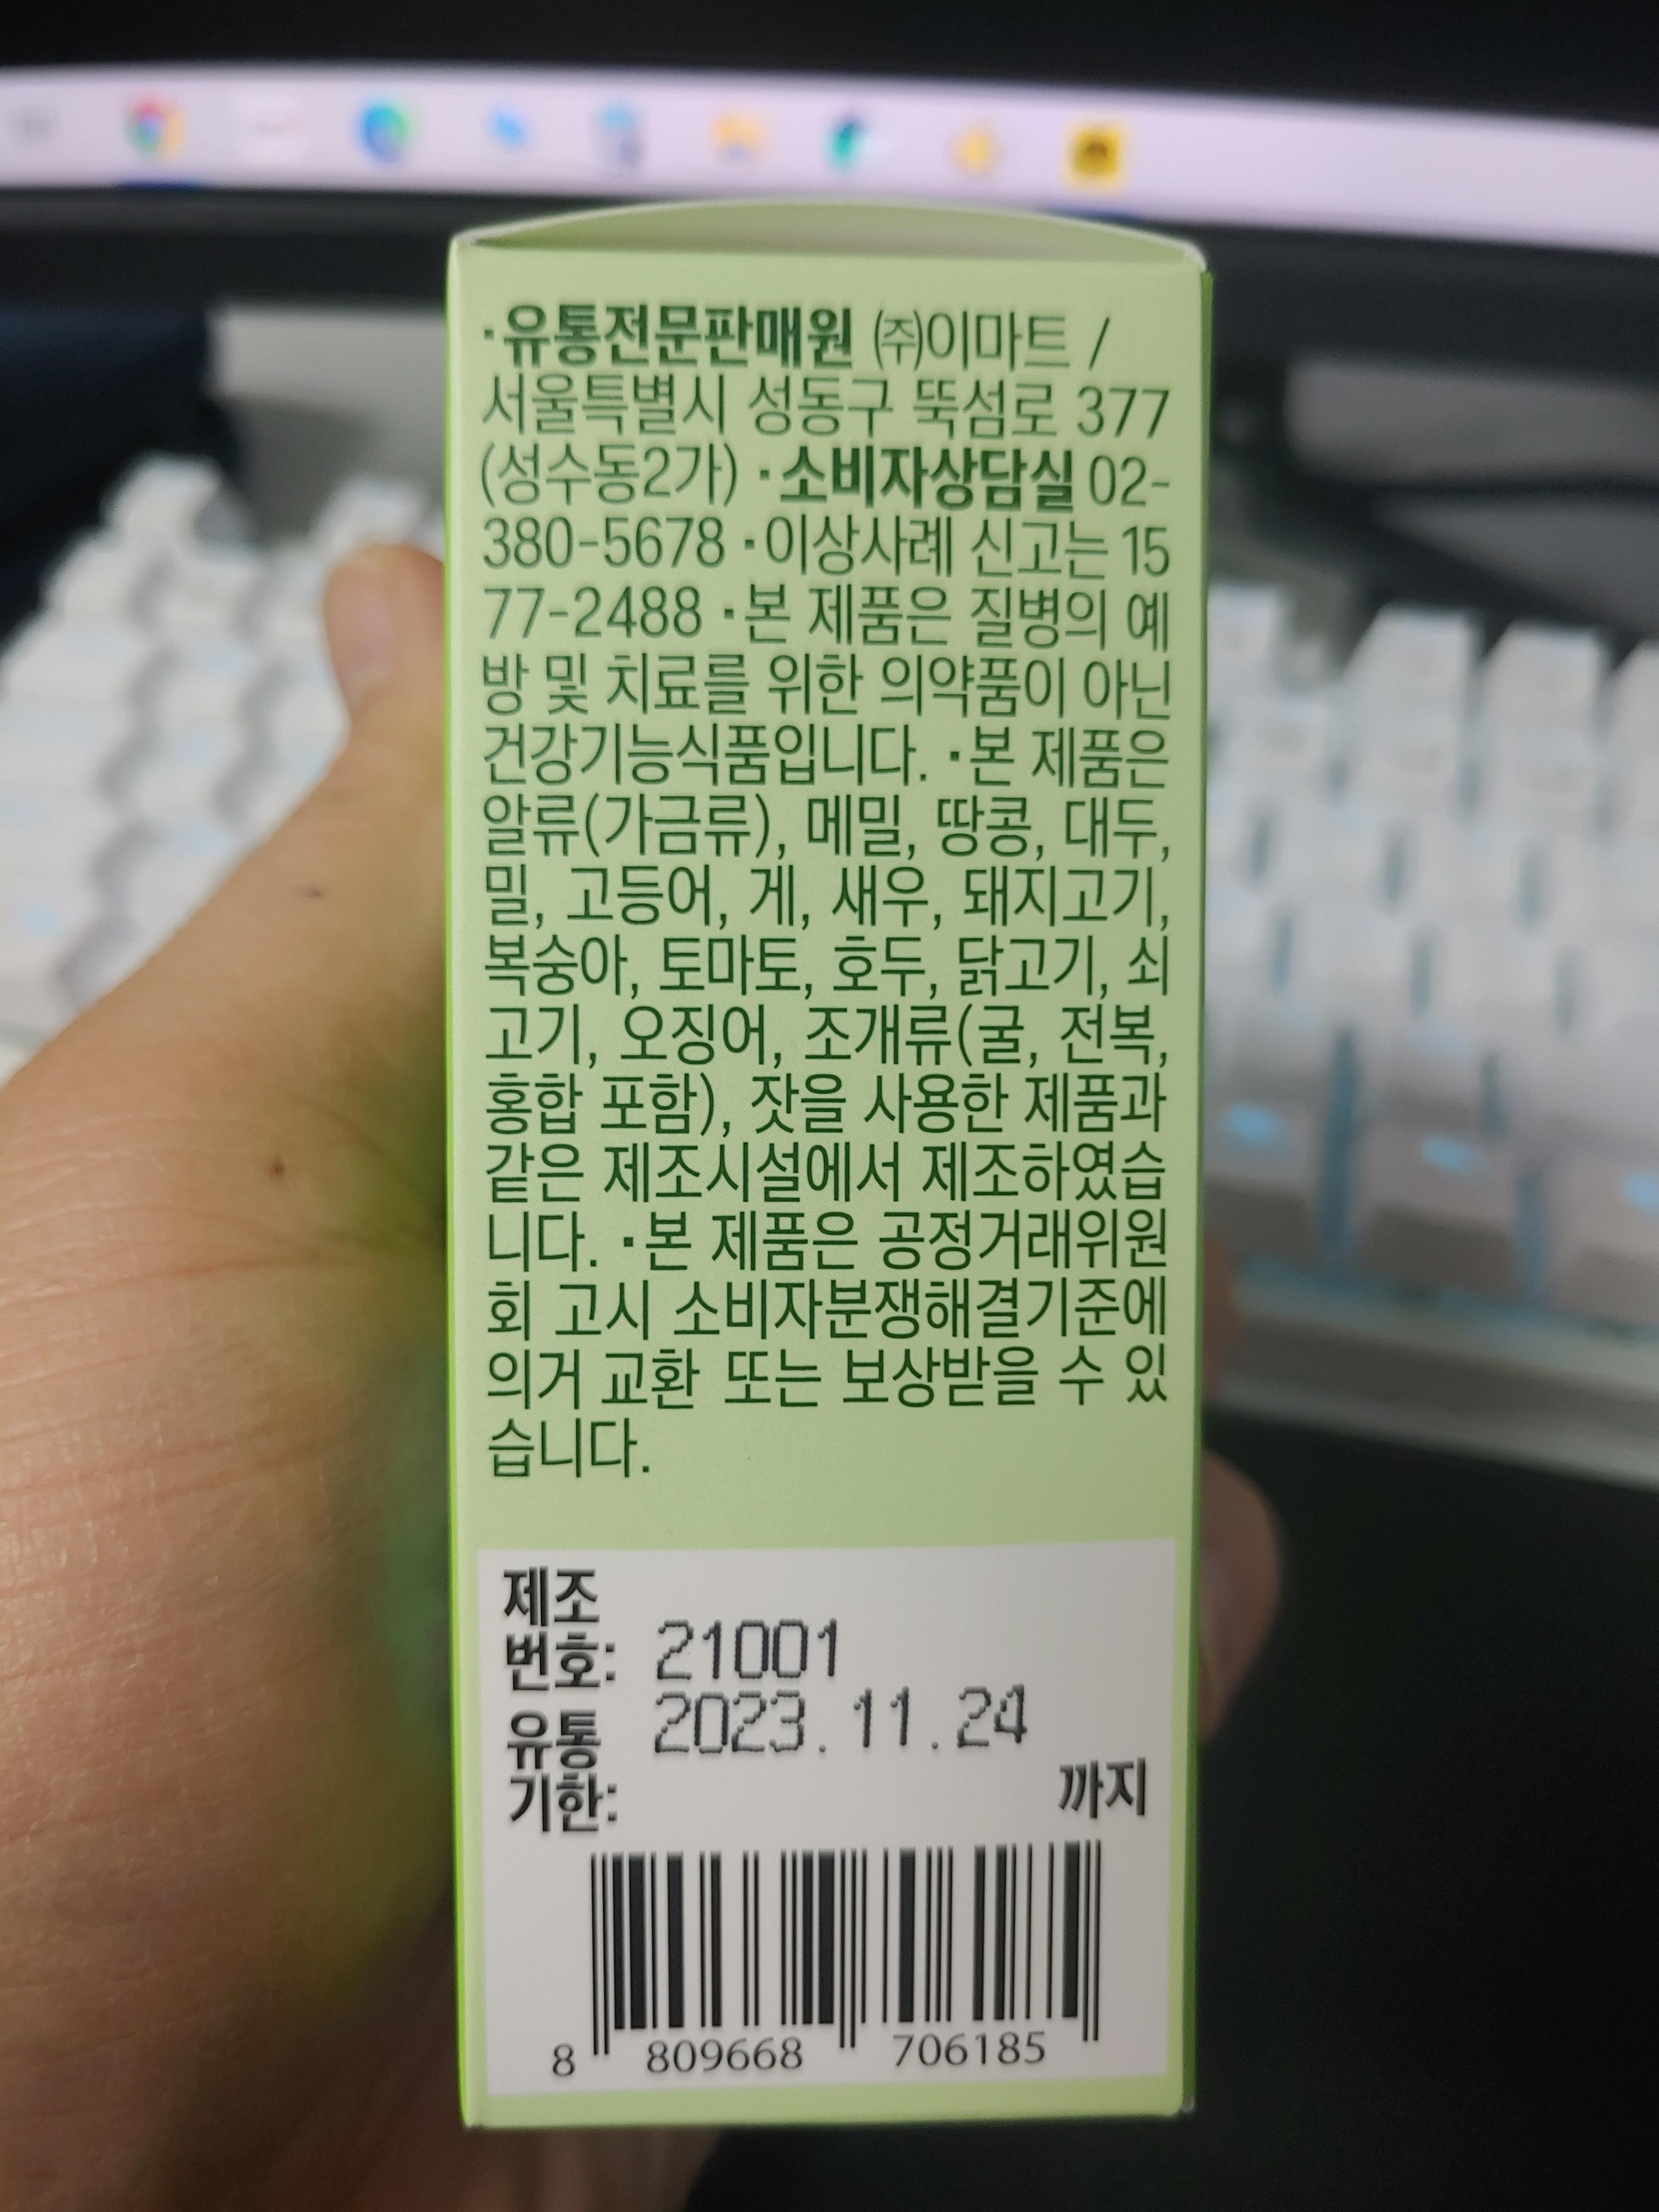 ·유통전문판매원 ㈜이마트 /
서울특별시 성동구 뚝섬로 377
(성수동2가) ·소비자상담실 02-
380-5678 ·이상사례 신고는 15
77-2488 ·본 제품은 질병의 예
방 및 치료를 위한 의약품이 아닌
건강기능식품입니다. ·본 제품은
알류(가금류), 메밀, 땅콩, 대두,
밀, 고등어, 게, 새우, 돼지고기,
복숭아, 토마토, 호두, 닭고기, 쇠
고기, 오징어, 조개류(굴, 전복,
홍합 포함), 잣을 사용한 제품과
같은 제조시설에서 제조하였습
니다. ·본 제품은 공정거래위원
회 고시 소비자분쟁해결기준에
의거 교환 또는 보상받을 수 있
습니다.
제조
번호: 21001
유통 2023.11.24
기한: 까지
8 809668 706185